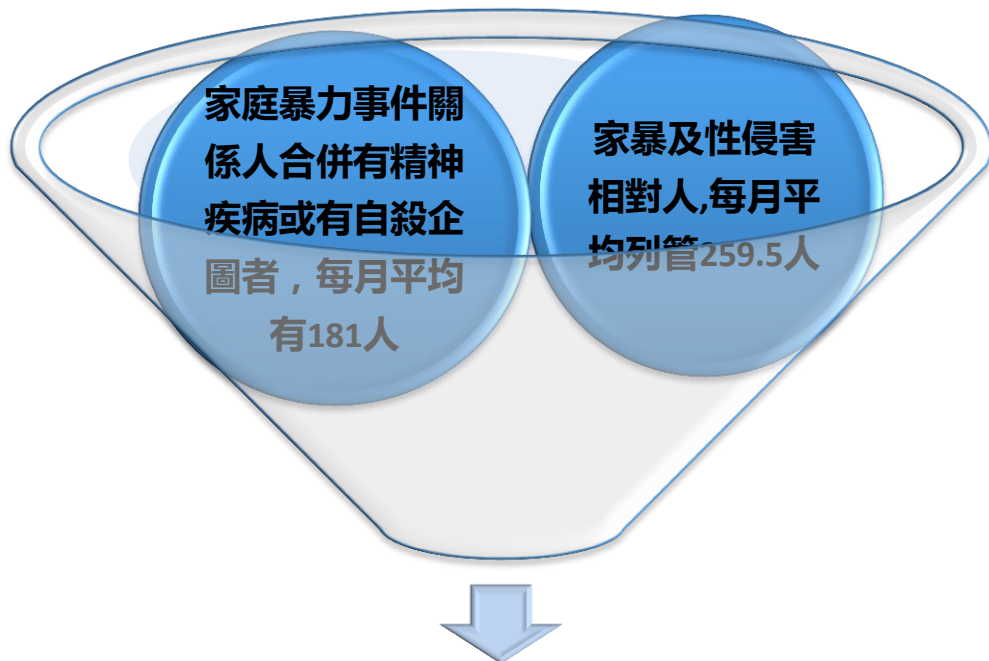 家庭暴力事件關
係人合併有精神
疾病或有自殺企
圖者，每月平均
有181人
家暴及性侵害
相對人,每月平
均列管259.5人